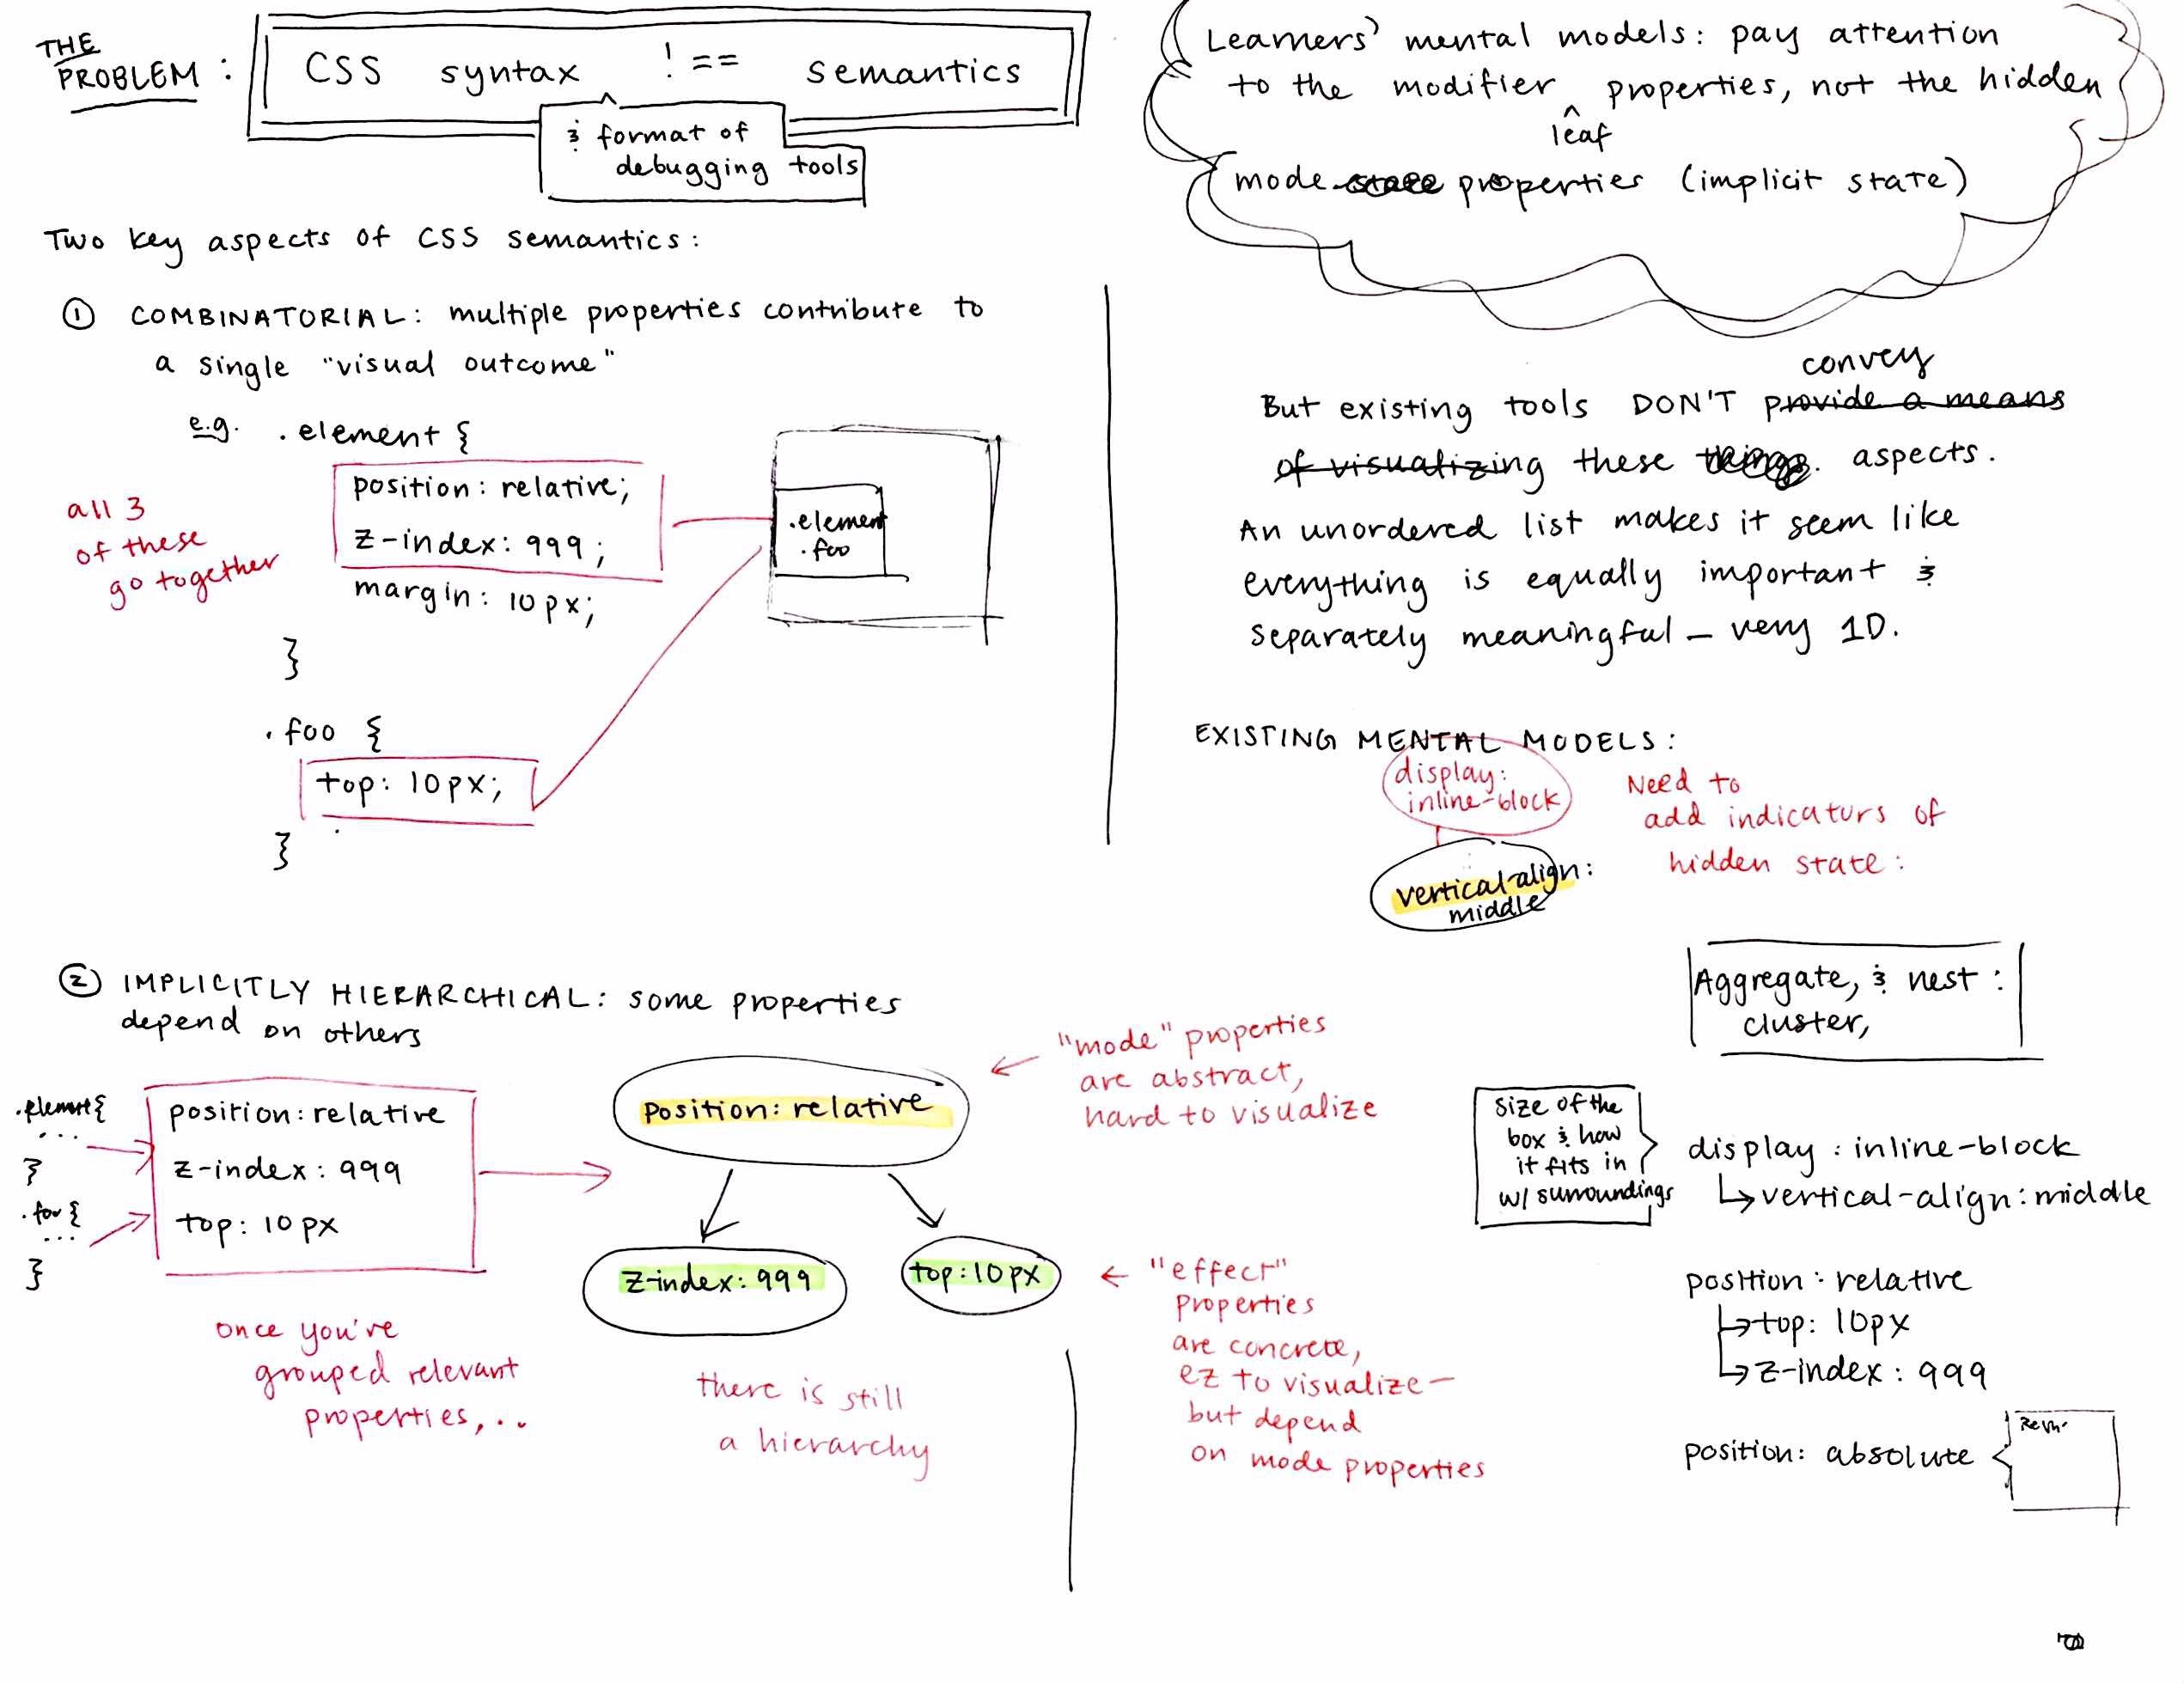 THE
PROBLEM:
CSS syntax !== semantics
& format of
debugging tools
Two key aspects of CSS semantics:
① COMBINATORIAL: multiple properties contribute to
a single "visual outcome"
e.g. .element {
position: relative;
z-index: 999;
margin: 10px;
}
all 3
of these
go together
.foo {
top: 10px;
}
.element
.foo
② IMPLICITLY HIERARCHICAL: some properties
depend on others
.element {
...
}
.foo {
...
}
position: relative
z-index: 999
top: 10px
once you're
grouped relevant
properties,...
position: relative
z-index: 999
top: 10px
there is still
a hierarchy
"mode" properties
are abstract,
hard to visualize
"effect"
properties
are concrete,
ez to visualize—
but depend
on mode properties
Learners' mental models: pay attention
to the modifier ^ properties, not the hidden
leaf
mode state properties (implicit state)
convey
But existing tools DON'T provide a means
of visualizing these things. aspects.
An unordered list makes it seem like
everything is equally important &
separately meaningful — very 1D.
EXISTING MENTAL MODELS:
display:
inline-block
vertical-align:
middle
Need to
add indicators of
hidden state:
Aggregate, & nest:
cluster,
size of the
box & how
it fits in
w/ surroundings
display: inline-block
↳ vertical-align: middle
position: relative
↳ top: 10px
↳ z-index: 999
position: absolute